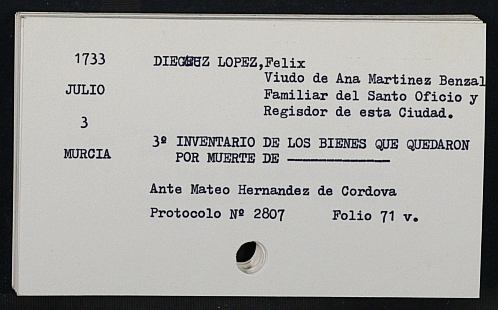 1733
JULIO
3
MURCIA
DIEGUEZ LOPEZ,Felix
Viudo de Ana Martinez Benzal
Familiar del Santo Oficio y
Regisdor de esta Ciudad.
3º INVENTARIO DE LOS BIENES QUE QUEDARON
POR MUERTE DE ——————
Ante Mateo Hernandez de Cordova
Protocolo Nº 2807 Folio 71 v.